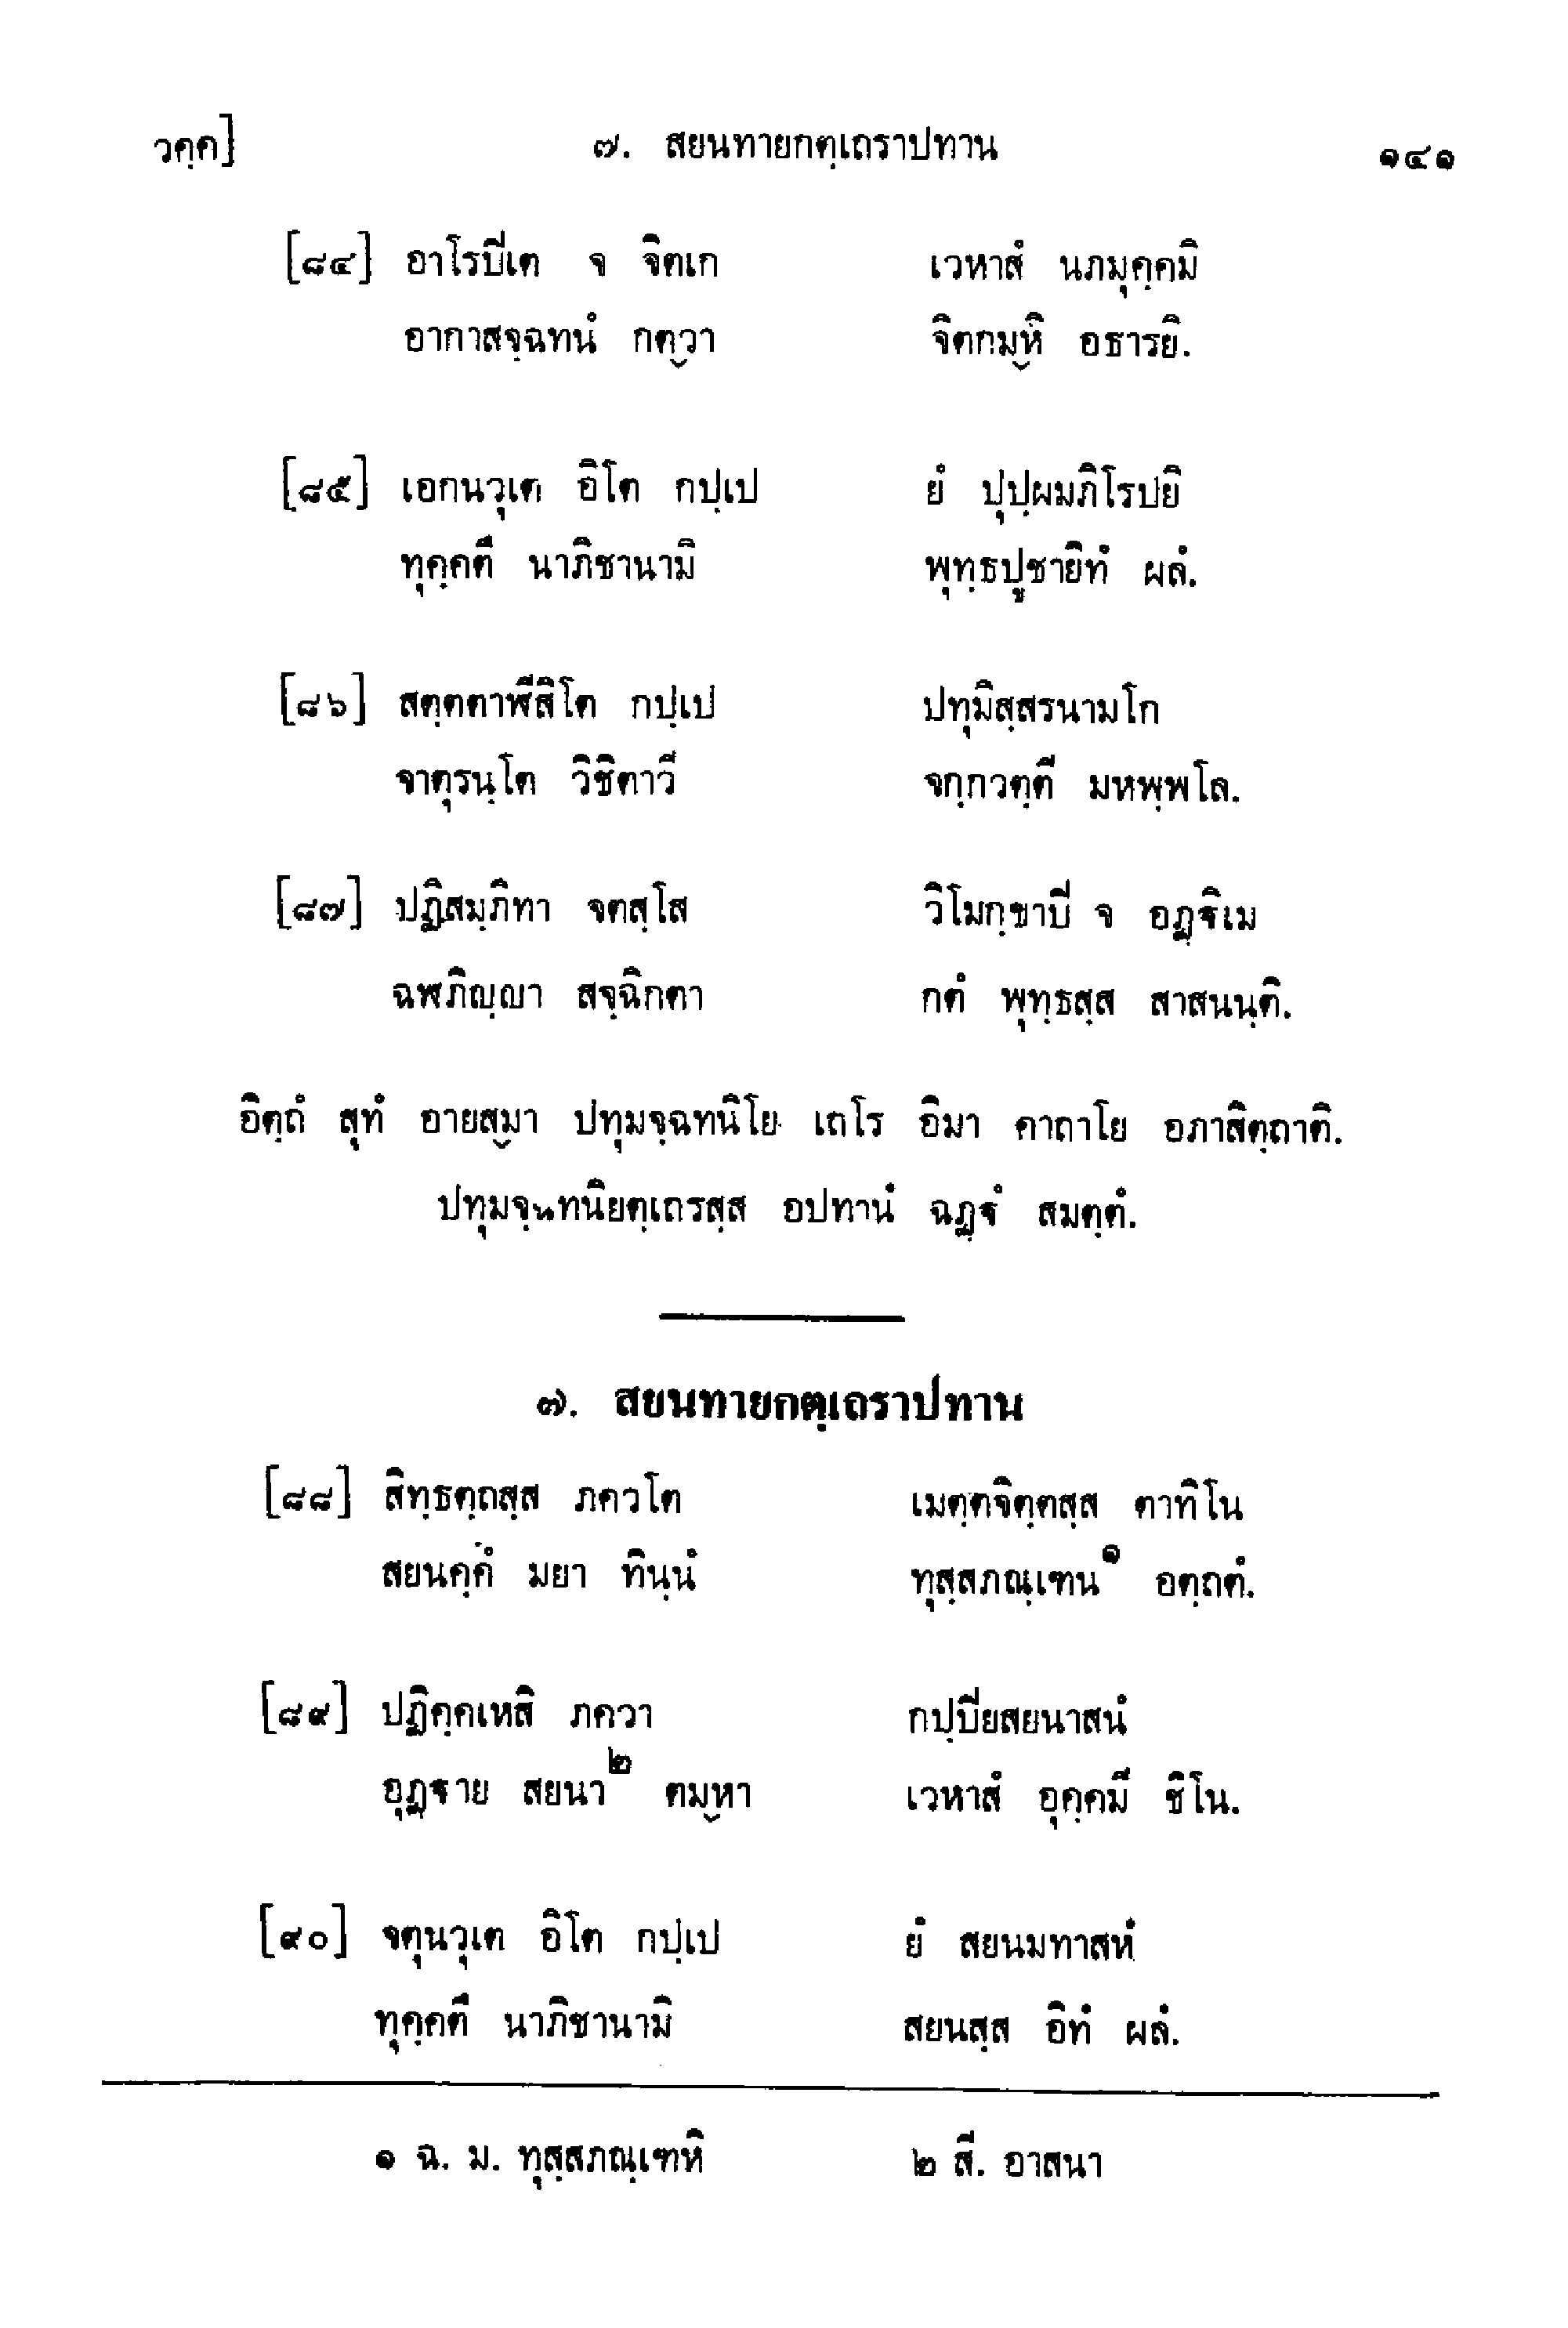 วคฺค] ๗. สยนทายกตฺเถราปทาน ๑๔๑
[๘๔] อาโรปิเต จ จิตเก เวหาสํ นภมุคฺคมิ
อากาสจฺฉทนํ กตฺวา จิตกมฺหิ อธารยิ.
[๘๕] เอกนวุเต อิโต กปฺเป ยํ ปุปฺผมภิโรปยิ
ทุคฺคตึ นาภิชานามิ พุทฺธปูชายิทํ ผลํ.
[๘๖] สตฺตตาฬีสิโต กปฺเป ปทุมิสฺสรนามโก
จาตุรนฺโต วิชิตาวี จกฺกวตฺตี มหพฺพโล.
[๘๗] ปฏิสมฺภิทา จตสฺโส วิโมกฺขาปิ จ อฏฺฐิเม
ฉฬภิญฺญา สจฺฉิกตา กตํ พุทฺธสฺส สาสนนฺติ.
อิตฺถํ สุทํ อายสฺมา ปทุมจฺฉทนิโย เถโร อิมา คาถาโย อภาสิตฺถาติ.
ปทุมจฺฉทนิยตฺเถรสฺส อปทานํ ฉฏฺฐํ สมตฺตํ.
๗. สยนทายกตฺเถราปทาน
[๘๘] สิทฺธตฺถสฺส ภควโต เมตฺตจิตฺตสฺส ตาทิโน
สยนคฺคํ มยา ทินฺนํ ทุสฺสภณฺเฑน๑ อตฺถตํ.
[๘๙] ปฏิคฺคเหสิ ภควา กปฺปิยสยนาสนํ
อุฏฺฐาย สยนา๒ ตมฺหา เวหาสํ อุคฺคมี ชิโน.
[๙๐] จตุนวุเต อิโต กปฺเป ยํ สยนมทาสหํ
ทุคฺคตึ นาภิชานามิ สยนสฺส อิทํ ผลํ.
๑ ฉ. ม. ทุสฺสภณฺเฑหิ ๒ สี. อาสนา